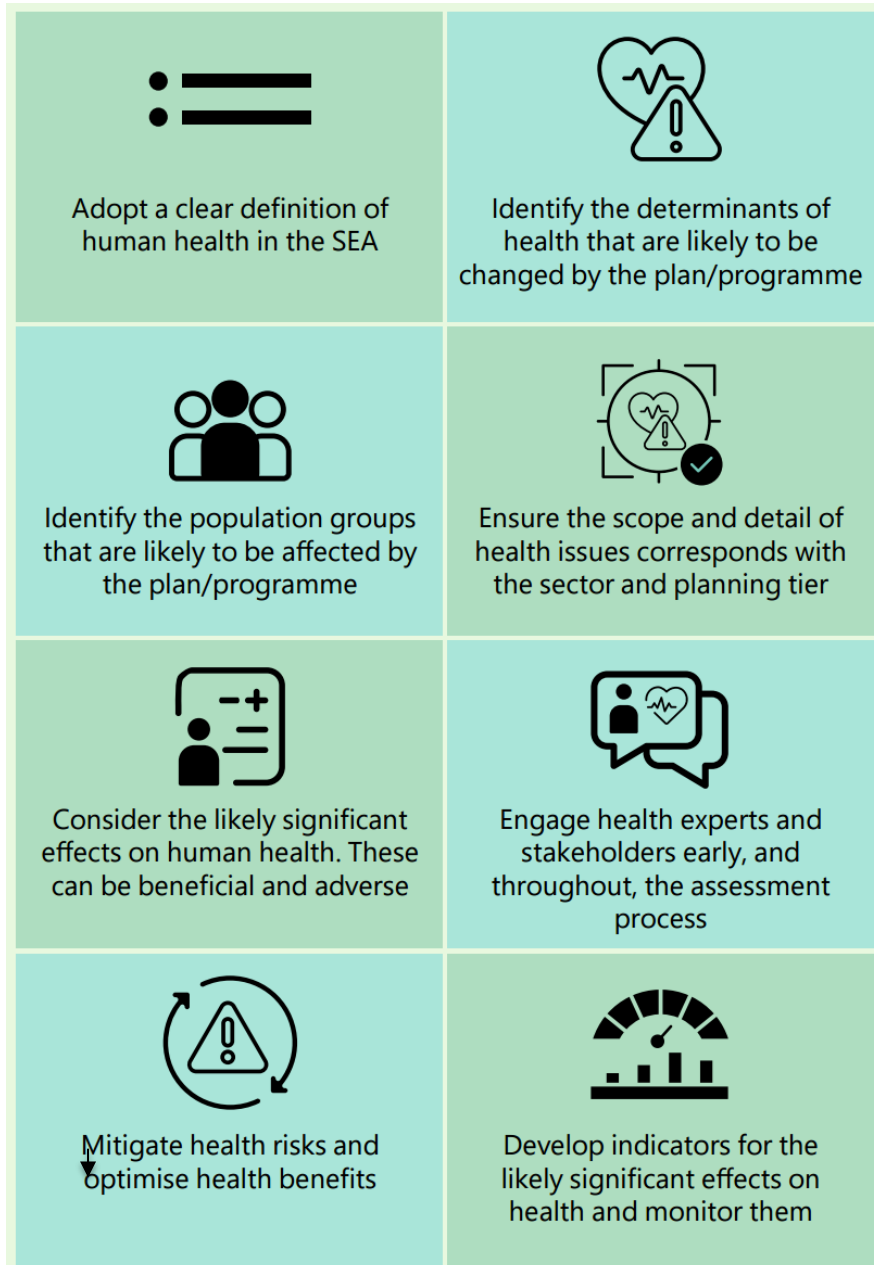 Adopt a clear definition of
human health in the SEA
Identify the determinants of
health that are likely to be
changed by the plan/programme
Identify the population groups
that are likely to be affected by
the plan/programme
Ensure the scope and detail of
health issues corresponds with
the sector and planning tier
Consider the likely significant
effects on human health. These
can be beneficial and adverse
Engage health experts and
stakeholders early, and
throughout, the assessment
process
Mitigate health risks and
optimise health benefits
Develop indicators for the
likely significant effects on
health and monitor them